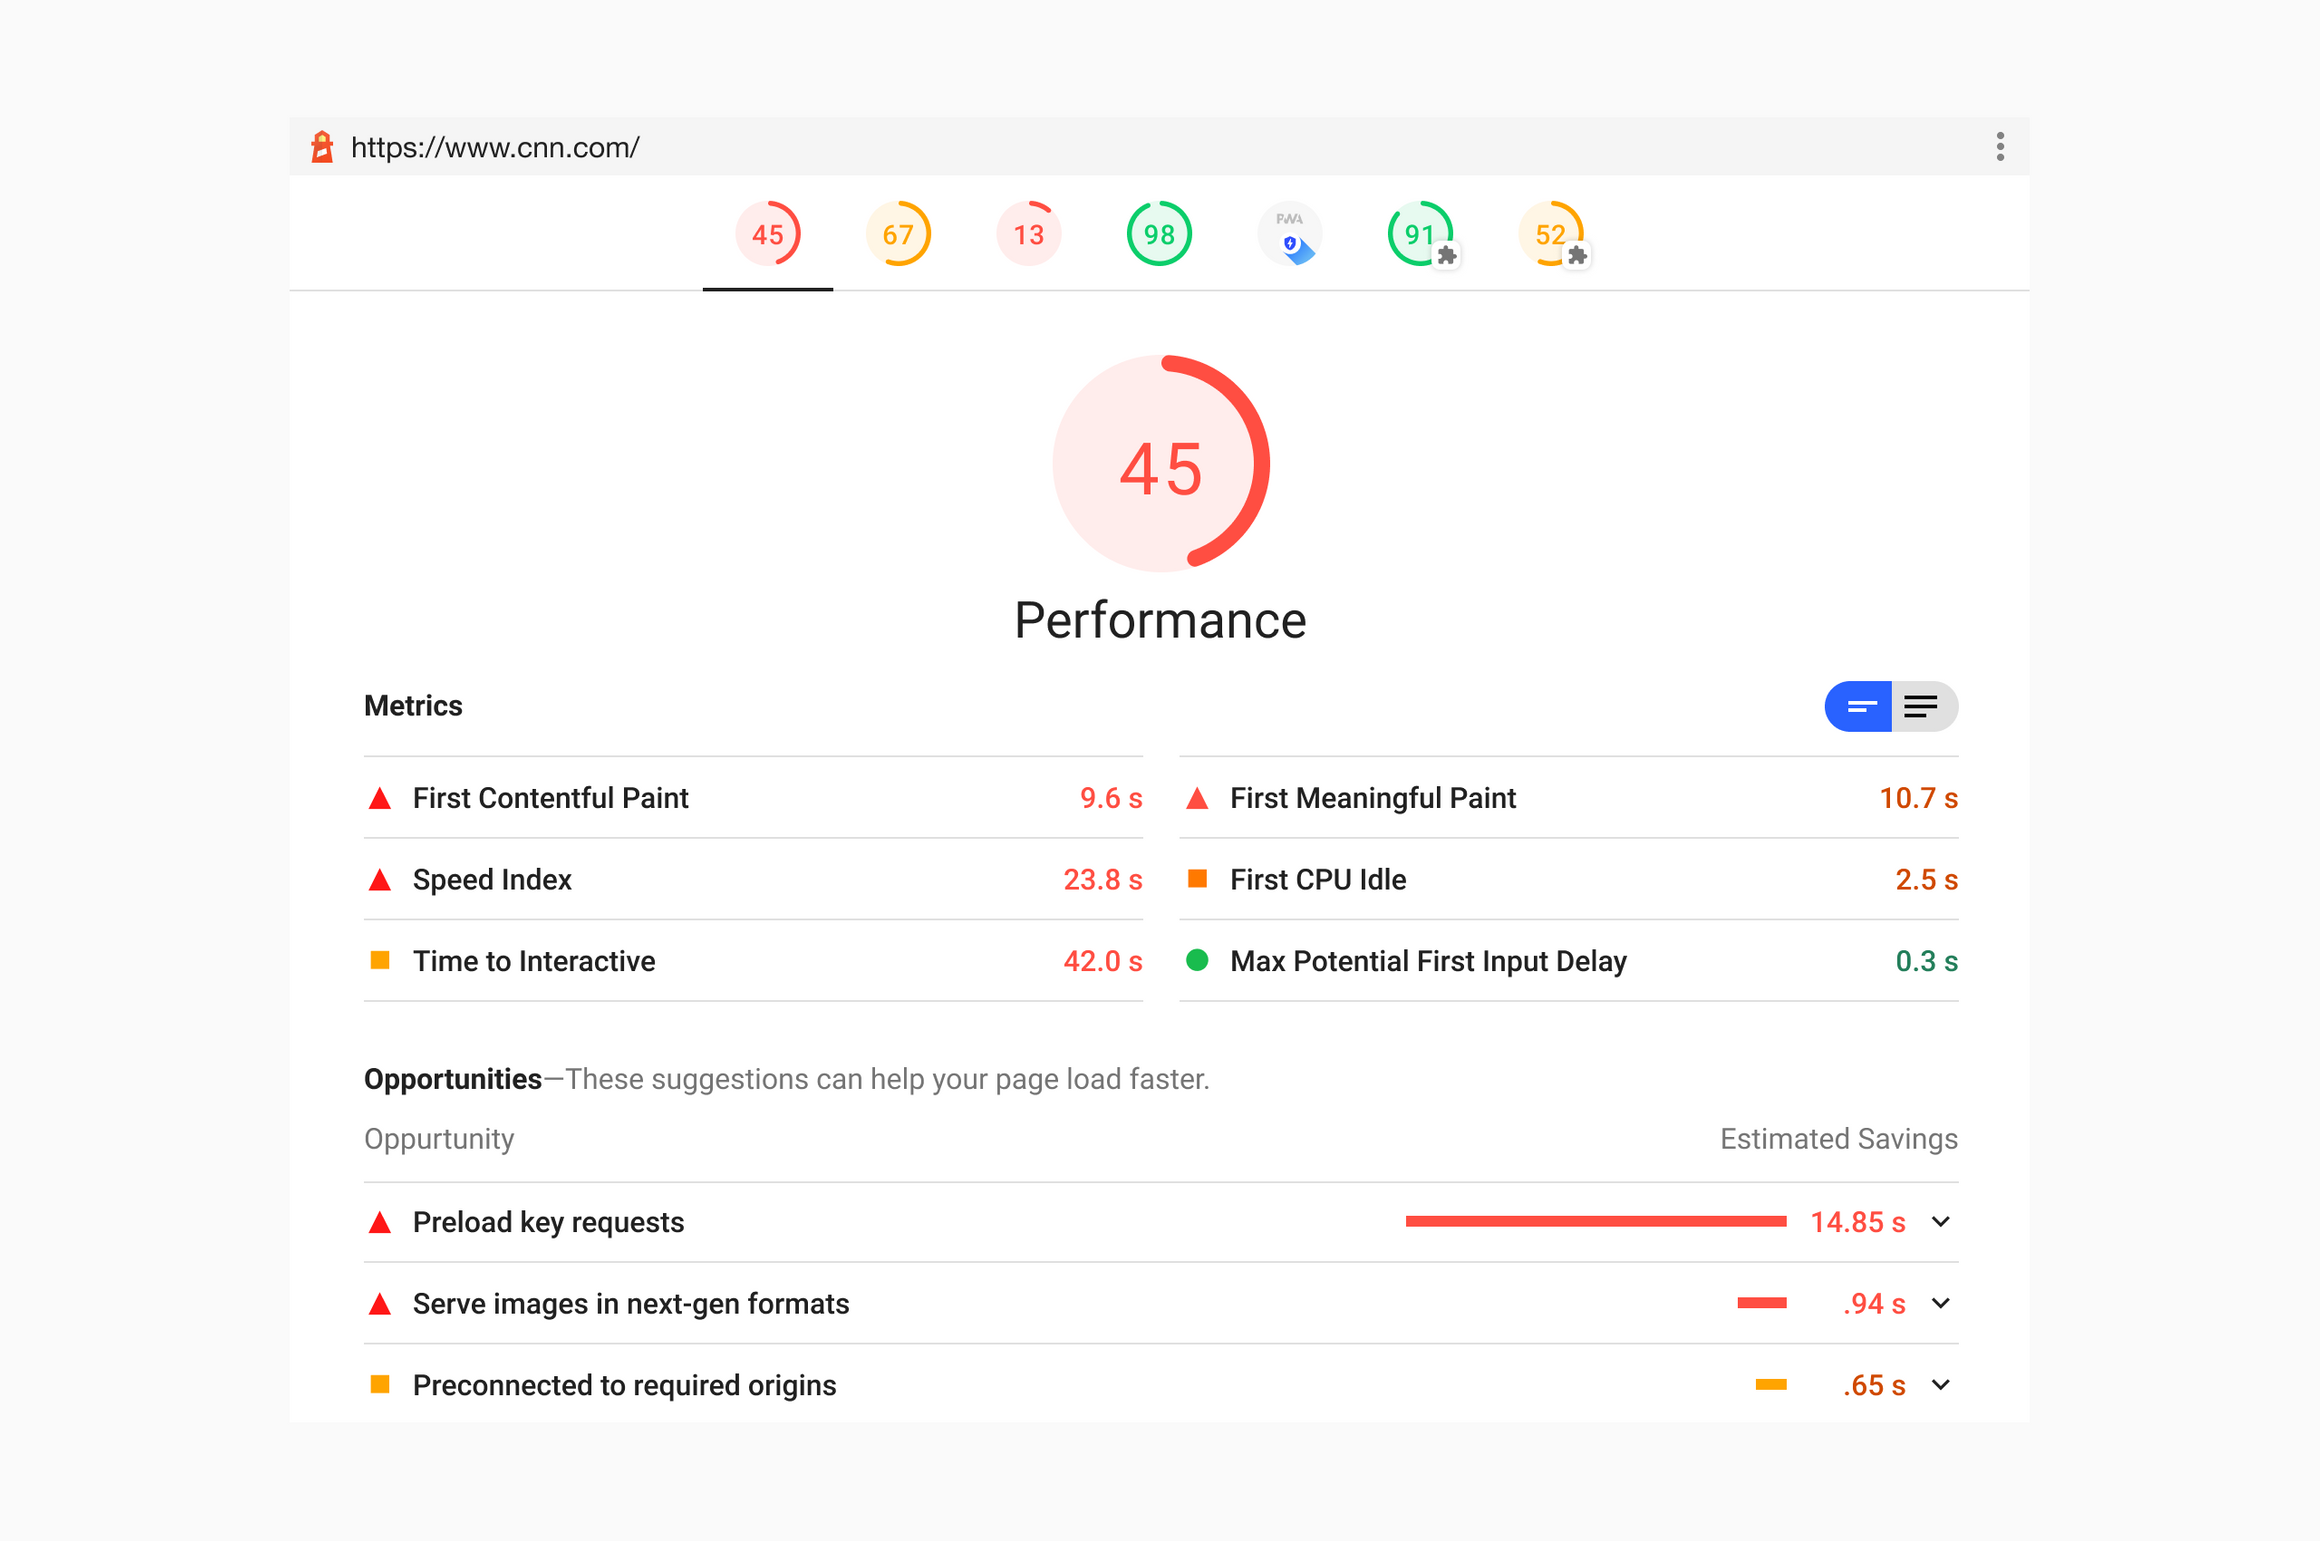 https://www.cnn.com/
45 67 13 98 PWA 91 52
45
Performance
Metrics
First Contentful Paint 9.6 s First Meaningful Paint 10.7 s
Speed Index 23.8 s First CPU Idle 2.5 s
Time to Interactive 42.0 s Max Potential First Input Delay 0.3 s
Opportunities—These suggestions can help your page load faster.
Oppurtunity Estimated Savings
Preload key requests 14.85 s
Serve images in next-gen formats .94 s
Preconnected to required origins .65 s